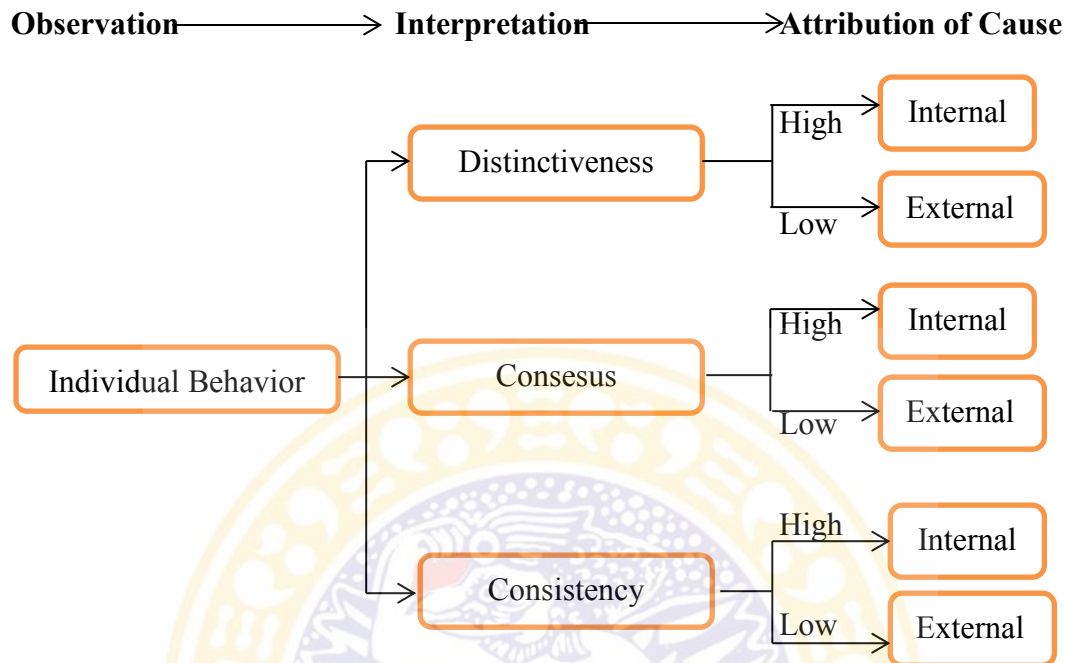 Observation Interpretation Attribution of Cause
High Internal
Distinctiveness
Low External
High Internal
Individual Behavior Consesus
Low External
High Internal
Consistency
Low External